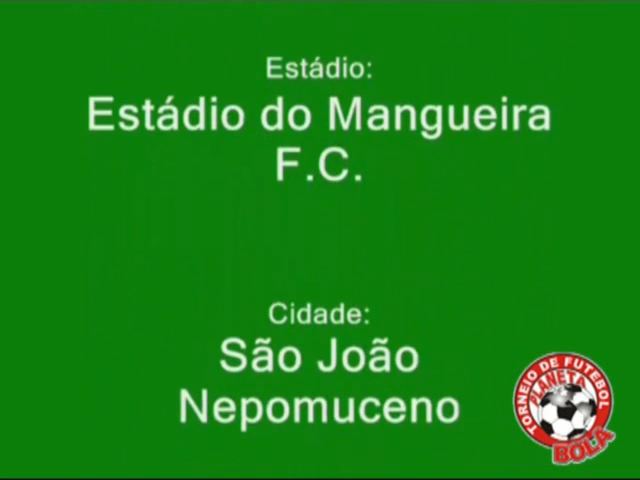 Estádio:
Estádio do Mangueira
F.C.
Cidade:
São João
Nepomuceno
TORNEIO DE FUTEBOL
PLANETA
BOLA